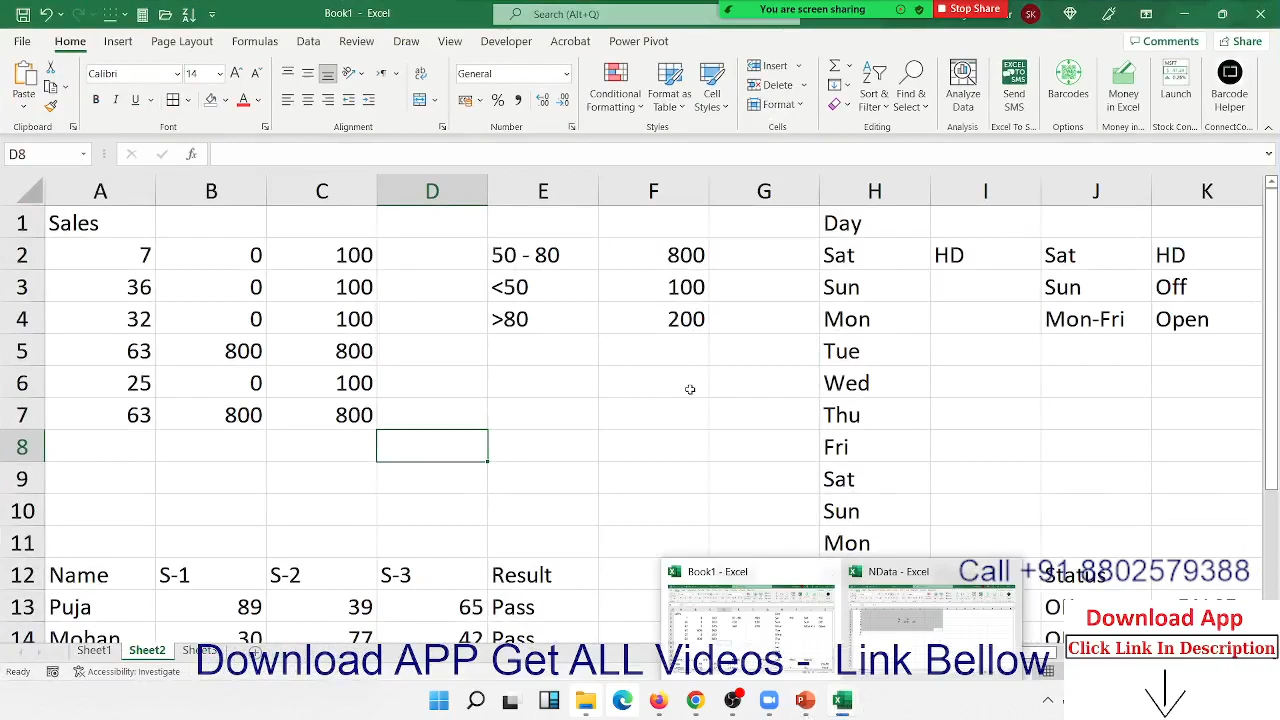 Book1 - Excel
Search (Alt+Q)
You are screen sharing
Stop Share
SK
File Home Insert Page Layout Formulas Data Review Draw View Developer Acrobat Power Pivot
Comments Share
Paste
Calibri 14
B I U A
General
Conditional Formatting
Format as Table
Cell Styles
Insert
Delete
Format
Sort & Filter
Find & Select
Analyze Data
Send SMS
Barcodes
Money in Excel
Launch
Barcode Helper
Clipboard Font Alignment Number Styles Cells Editing Analysis Excel To S... Options Money in... Stock Con... ConnectCo...
D8 fx
A B C D E F G H I J K
1 Sales Day
2 7 0 100 50 - 80 800 Sat HD Sat HD
3 36 0 100 <50 100 Sun Sun Off
4 32 0 100 >80 200 Mon Mon-Fri Open
5 63 800 800 Tue
6 25 0 100 Wed
7 63 800 800 Thu
8 Fri
9 Sat
10 Sun
11 Mon
Book1 - Excel NData - Excel
12 Name S-1 S-2 S-3 Result Status
Call +91 8802579388
13 Puja 89 39 65 Pass
14 Mohan 30 77 42 Pass
Download App
Click Link In Description
Sheet1 Sheet2
Download APP Get ALL Videos - Link Bellow
Ready Investigate